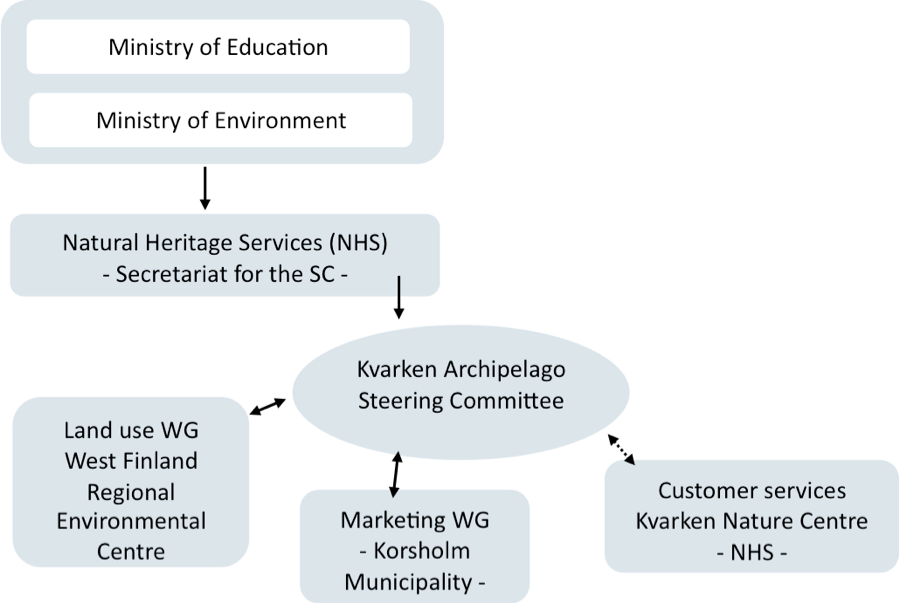 Ministry of Education
Ministry of Environment
Natural Heritage Services (NHS)
- Secretariat for the SC -
Kvarken Archipelago
Steering Committee
Land use WG
West Finland
Regional
Environmental
Centre
Marketing WG
- Korsholm
Municipality -
Customer services
Kvarken Nature Centre
- NHS -